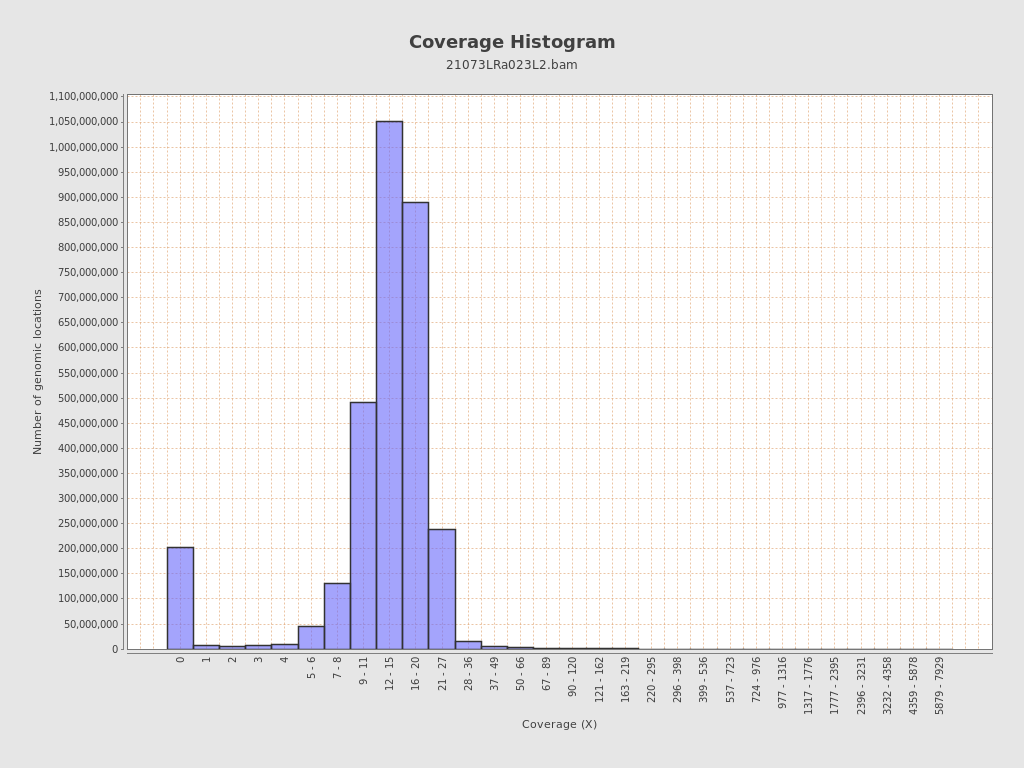 Coverage Histogram
21073LRa023L2.bam
1,100,000,000
1,050,000,000
1,000,000,000
950,000,000
900,000,000
850,000,000
800,000,000
750,000,000
700,000,000
650,000,000
600,000,000
550,000,000
500,000,000
450,000,000
400,000,000
350,000,000
300,000,000
250,000,000
200,000,000
150,000,000
100,000,000
50,000,000
0
Number of genomic locations
0
1
2
3
4
5 - 6
7 - 8
9 - 11
12 - 15
16 - 20
21 - 27
28 - 36
37 - 49
50 - 66
67 - 89
90 - 120
121 - 162
163 - 219
220 - 295
296 - 398
399 - 536
537 - 723
724 - 976
977 - 1316
1317 - 1776
1777 - 2395
2396 - 3231
3232 - 4358
4359 - 5878
5879 - 7929
Coverage (X)